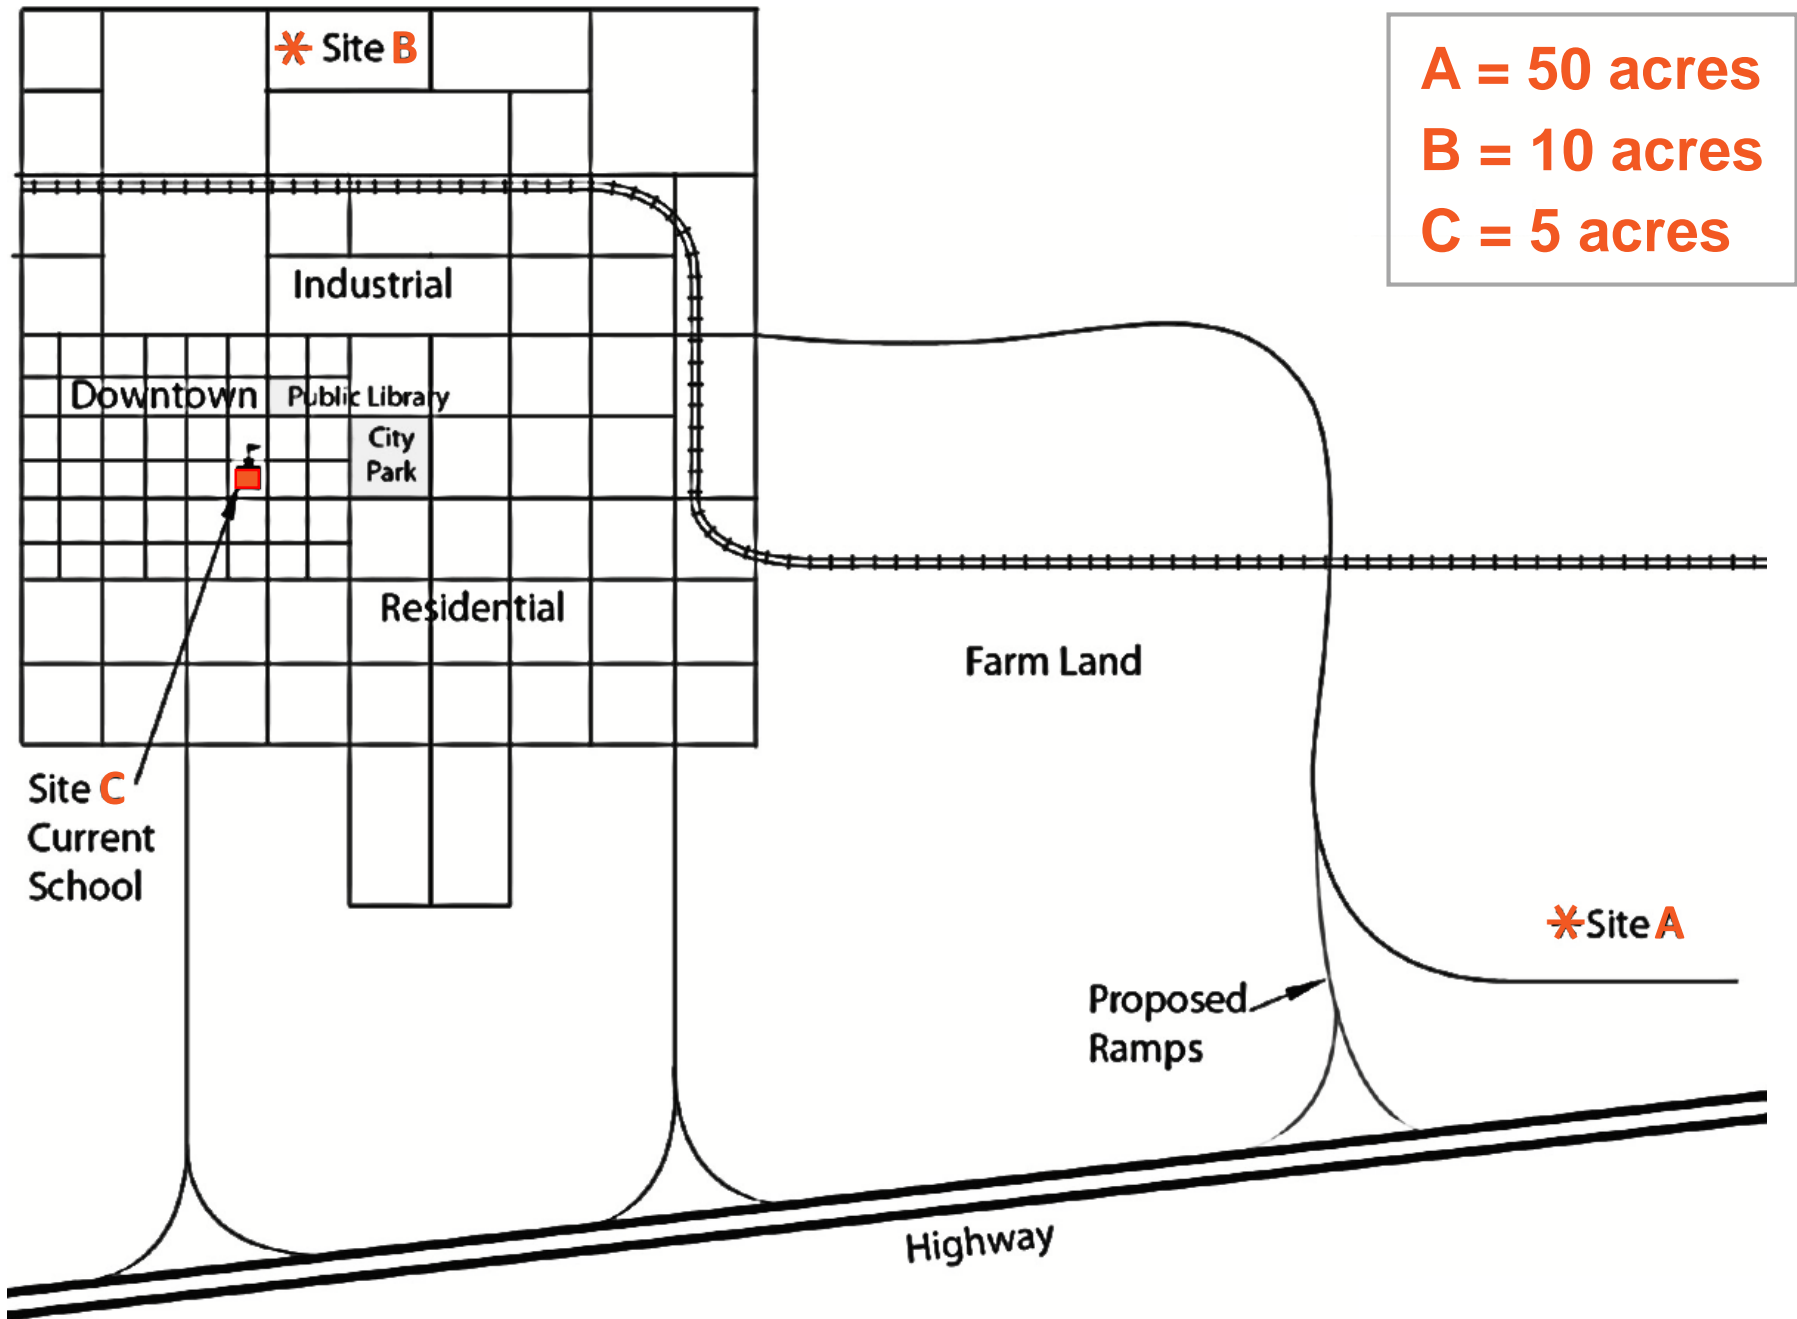 Site B
A = 50 acres
B = 10 acres
C = 5 acres
Industrial
Downtown
Public Library
City
Park
Residential
Farm Land
Site C
Current
School
Site A
Proposed
Ramps
Highway